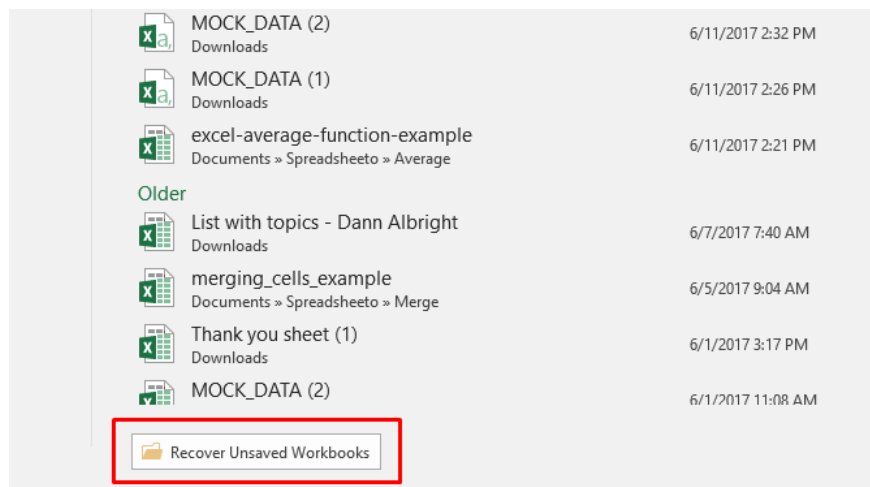 MOCK_DATA (2)
6/11/2017 2:32 PM
Downloads
MOCK_DATA (1)
6/11/2017 2:26 PM
Downloads
excel-average-function-example
6/11/2017 2:21 PM
Documents » Spreadsheeto » Average
Older
List with topics - Dann Albright
6/7/2017 7:40 AM
Downloads
merging_cells_example
6/5/2017 9:04 AM
Documents » Spreadsheeto » Merge
Thank you sheet (1)
6/1/2017 3:17 PM
Downloads
MOCK_DATA (2)
6/1/2017 11:08 AM
Recover Unsaved Workbooks